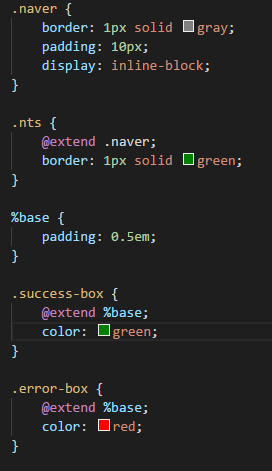 .naver {
border: 1px solid gray;
padding: 10px;
display: inline-block;
}
.nts {
@extend .naver;
border: 1px solid green;
}
%base {
padding: 0.5em;
}
.success-box {
@extend %base;
color: green;
}
.error-box {
@extend %base;
color: red;
}